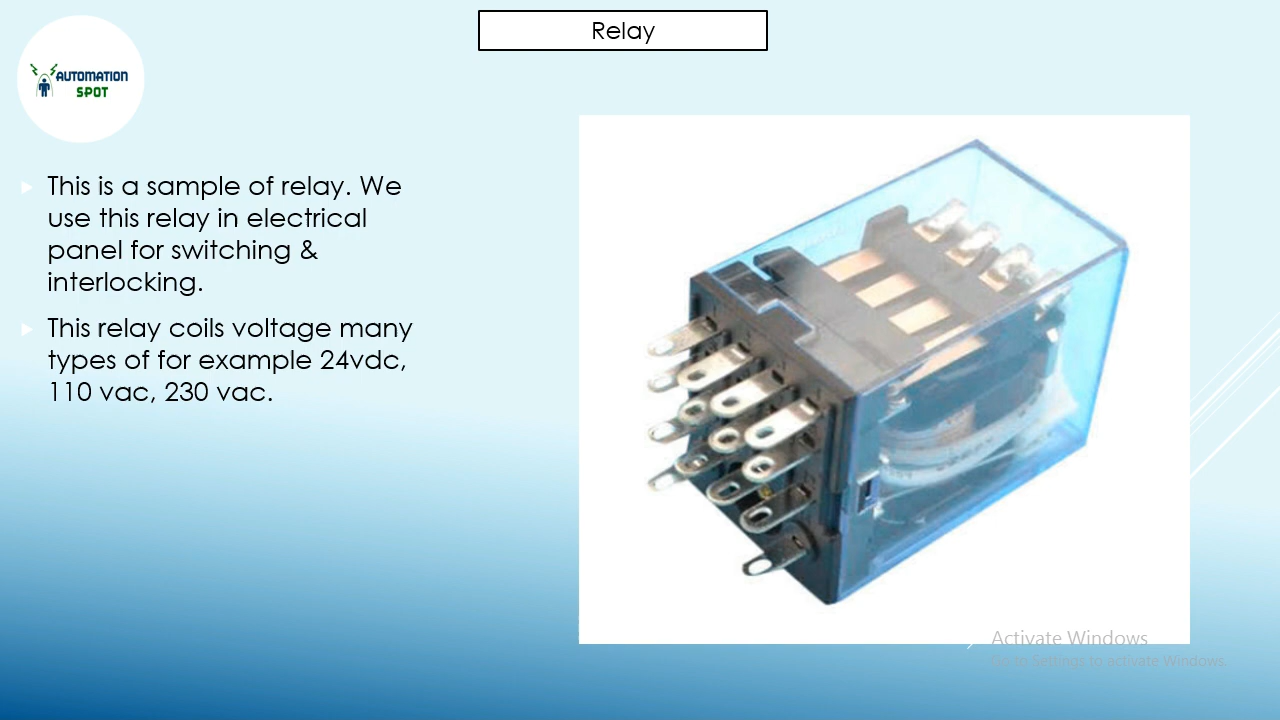 Relay
AUTOMATION
SPOT
This is a sample of relay. We
use this relay in electrical
panel for switching &
interlocking.
This relay coils voltage many
types of for example 24vdc,
110 vac, 230 vac.
Activate Windows
Go to Settings to activate Windows.